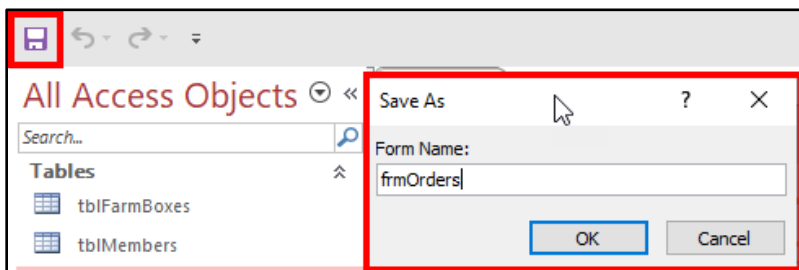 All Access Objects
Search...
Tables
tblFarmBoxes
tblMembers
Save As
Form Name:
frmOrders
OK Cancel